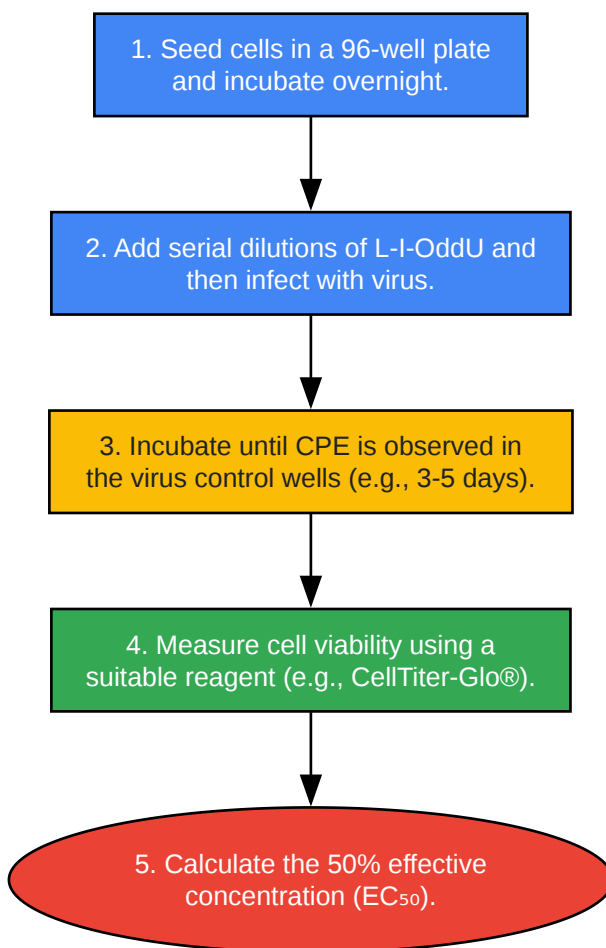 1. Seed cells in a 96-well plate
and incubate overnight.
2. Add serial dilutions of L-I-OddU and
then infect with virus.
3. Incubate until CPE is observed in
the virus control wells (e.g., 3-5 days).
4. Measure cell viability using a
suitable reagent (e.g., CellTiter-Glo®).
5. Calculate the 50% effective
concentration (EC₅₀).